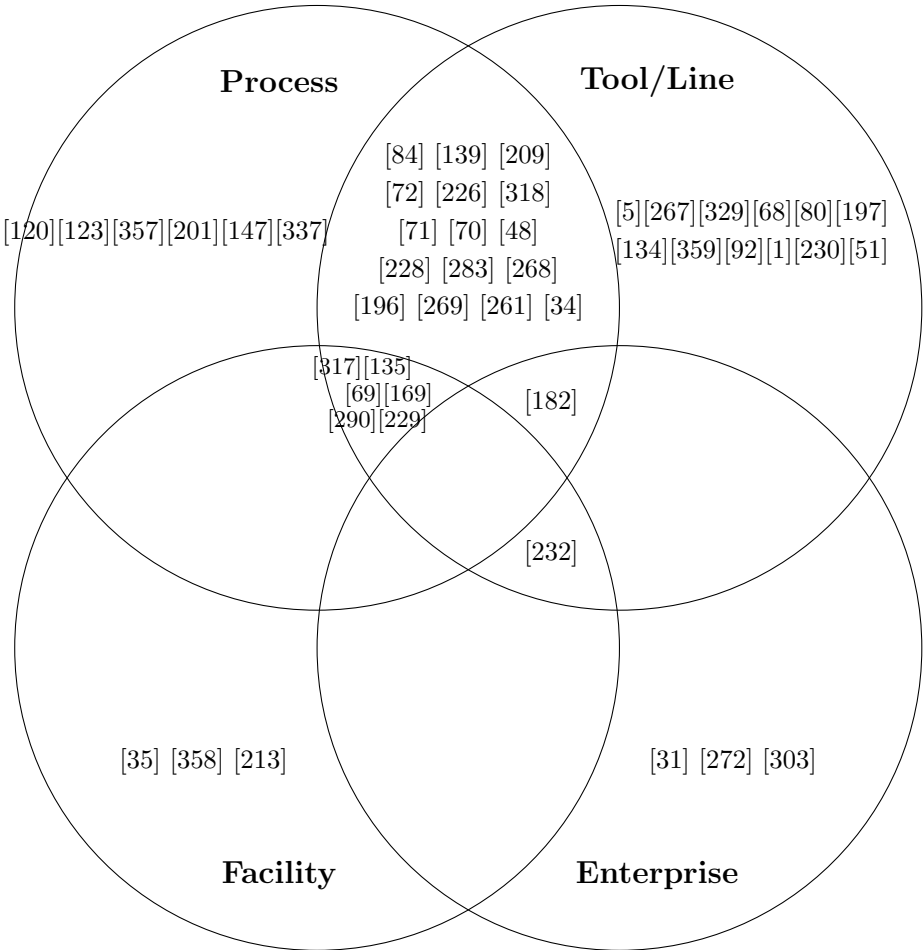 Process
Tool/Line
[84] [139] [209]
[72] [226] [318]
[71] [70] [48]
[228] [283] [268]
[196] [269] [261] [34]
[120][123][357][201][147][337]
[5][267][329][68][80][197]
[134][359][92][1][230][51]
[317][135]
[69][169]
[290][229]
[182]
[232]
[35] [358] [213]
[31] [272] [303]
Facility
Enterprise